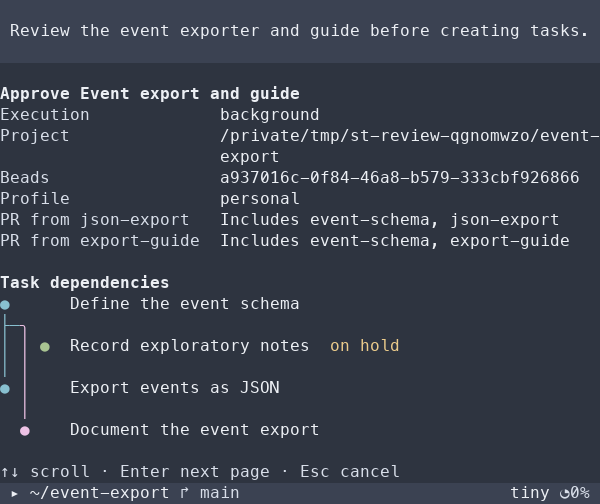 Review the event exporter and guide before creating tasks.
Approve Event export and guide
Execution background
Project /private/tmp/st-review-qgnomwzo/event-
export
Beads a937016c-0f84-46a8-b579-333cbf926866
Profile personal
PR from json-export Includes event-schema, json-export
PR from export-guide Includes event-schema, export-guide
Task dependencies
● Define the event schema
● Record exploratory notes on hold
● Export events as JSON
● Document the event export
↑↓ scroll · Enter next page · Esc cancel
▸ ~/event-export ↱ main tiny ◔0%